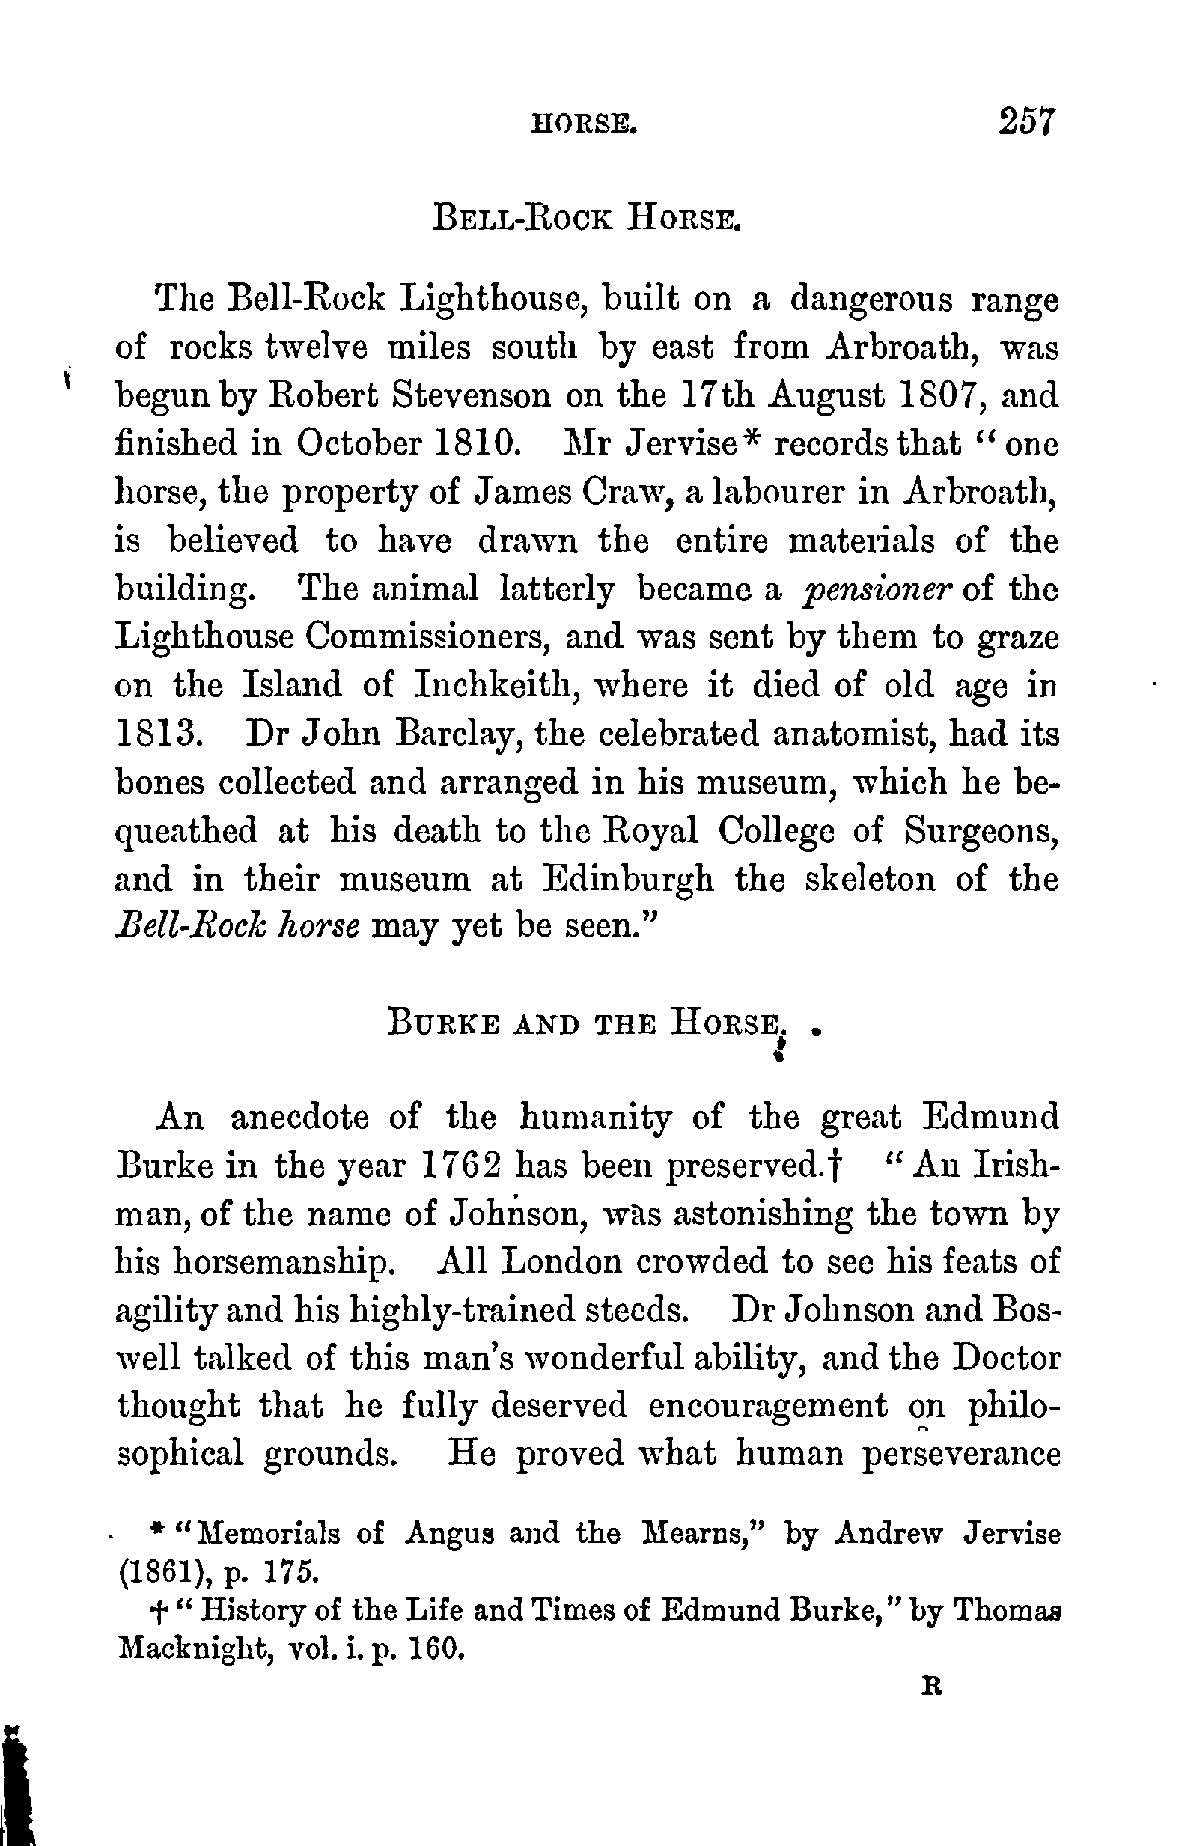 HORSE. 257
BELL-ROCK HORSE.
The Bell-Rock Lighthouse, built on a dangerous range
of rocks twelve miles south by east from Arbroath, was
begun by Robert Stevenson on the 17th August 1807, and
finished in October 1810. Mr Jervise* records that “ one
horse, the property of James Craw, a labourer in Arbroath,
is believed to have drawn the entire materials of the
building. The animal latterly became a pensioner of the
Lighthouse Commissioners, and was sent by them to graze
on the Island of Inchkeith, where it died of old age in
1813. Dr John Barclay, the celebrated anatomist, had its
bones collected and arranged in his museum, which he be-
queathed at his death to the Royal College of Surgeons,
and in their museum at Edinburgh the skeleton of the
Bell-Rock horse may yet be seen.”
BURKE AND THE HORSE.
An anecdote of the humanity of the great Edmund
Burke in the year 1762 has been preserved.† “ An Irish-
man, of the name of Johnson, was astonishing the town by
his horsemanship. All London crowded to see his feats of
agility and his highly-trained steeds. Dr Johnson and Bos-
well talked of this man’s wonderful ability, and the Doctor
thought that he fully deserved encouragement on philo-
sophical grounds. He proved what human perseverance
* “Memorials of Angus and the Mearns,” by Andrew Jervise
(1861), p. 175.
† “ History of the Life and Times of Edmund Burke,” by Thomas
Macknight, vol. i. p. 160.
R